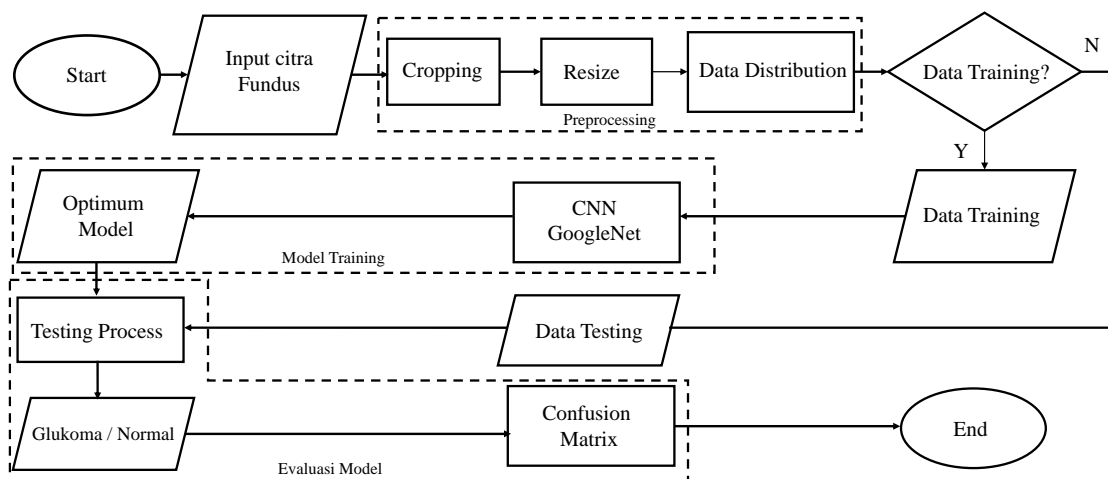 Start
Input citra
Fundus
Cropping
Resize
Data Distribution
Preprocessing
Data Training?
N
Y
Optimum
Model
CNN
GoogleNet
Data Training
Model Training
Testing Process
Data Testing
Glukoma / Normal
Confusion
Matrix
End
Evaluasi Model